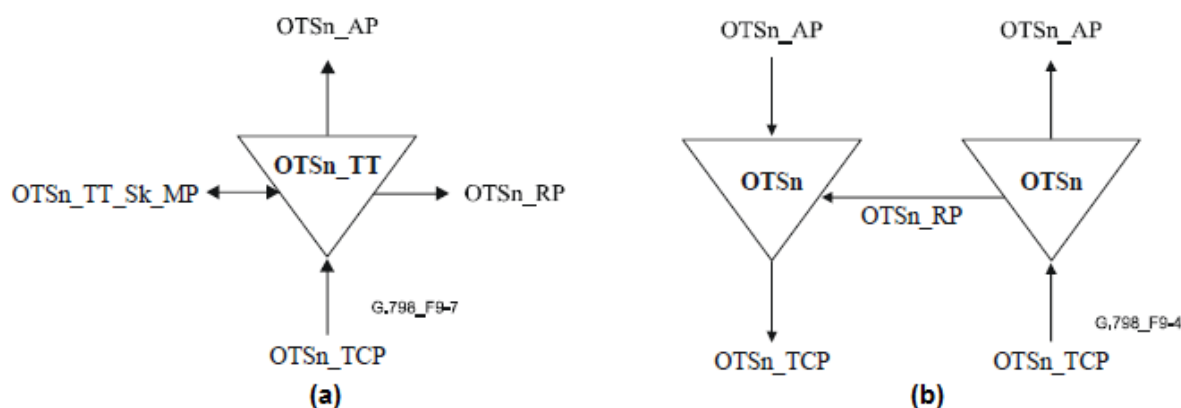 OTSn_AP
OTSn_TT
OTSn_TT_Sk_MP
OTSn_RP
G.798_F9-7
OTSn_TCP
(a)
OTSn_AP
OTSn_AP
OTSn
OTSn
OTSn_RP
G.798_F9-4
OTSn_TCP
OTSn_TCP
(b)